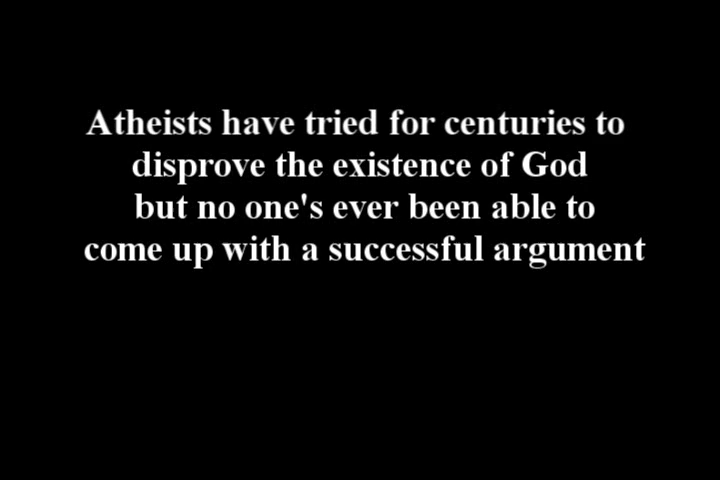 Atheists have tried for centuries to
disprove the existence of God
but no one's ever been able to
come up with a successful argument